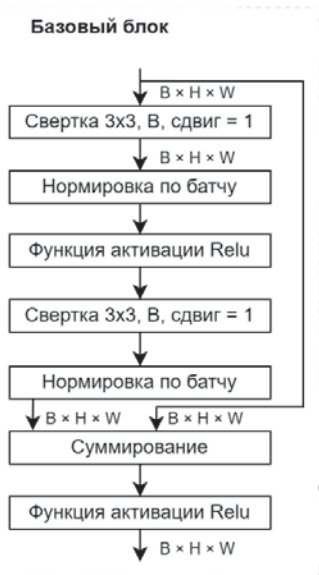 Базовый блок
B × H × W
Свертка 3x3, B, сдвиг = 1
B × H × W
Нормировка по батчу
Функция активации Relu
Свертка 3x3, B, сдвиг = 1
Нормировка по батчу
B × H × W B × H × W
Суммирование
Функция активации Relu
B × H × W